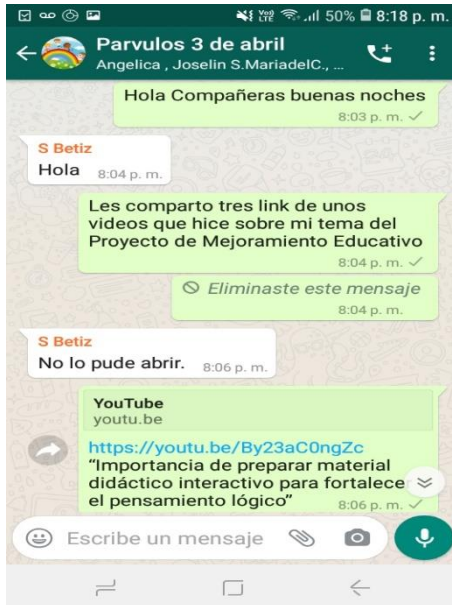 50% 8:18 p. m.
Parvulos 3 de abril
Angelica , Joselin S.MariadelC., ...
Hola Compañeras buenas noches
8:03 p. m.
S Betiz
Hola 8:04 p. m.
Les comparto tres link de unos
videos que hice sobre mi tema del
Proyecto de Mejoramiento Educativo
8:04 p. m.
Eliminaste este mensaje
8:04 p. m.
S Betiz
No lo pude abrir. 8:06 p. m.
YouTube
youtu.be
https://youtu.be/By23aC0ngZc
“Importancia de preparar material
didáctico interactivo para fortalece
el pensamiento lógico” 8:06 p. m.
Escribe un mensaje